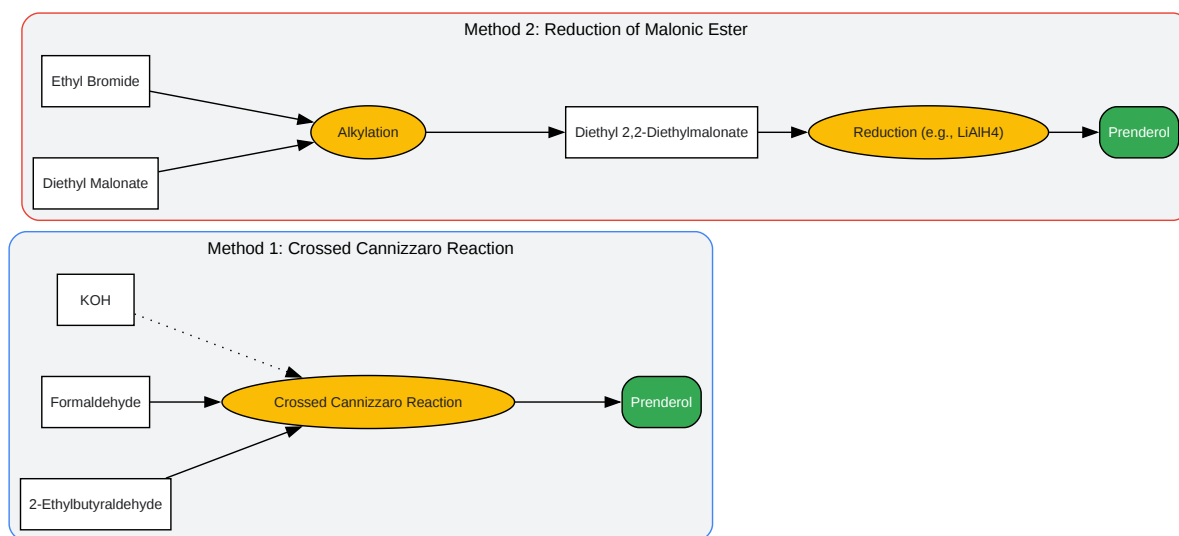 Method 2: Reduction of Malonic Ester
Ethyl Bromide
Alkylation
Diethyl 2,2-Diethylmalonate
Reduction (e.g., LiAlH4)
Prenderol
Diethyl Malonate
Method 1: Crossed Cannizzaro Reaction
KOH
Formaldehyde
Crossed Cannizzaro Reaction
Prenderol
2-Ethylbutyraldehyde